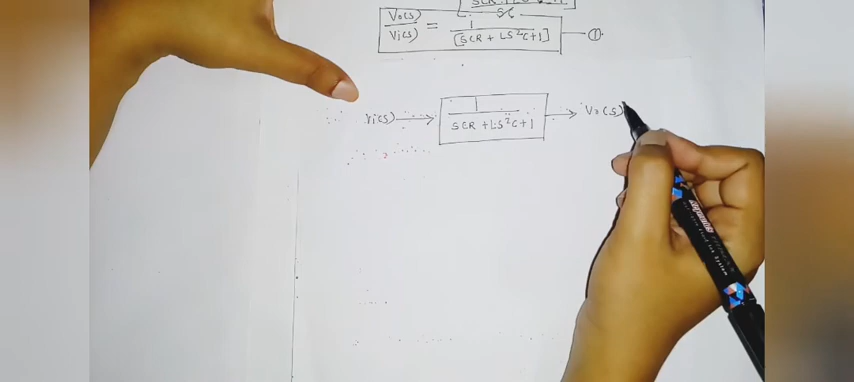 Vo(s)/Vi(s) = 1/[SCR + LS²C+1] —①
Vi(s) → 1/SCR + LS²C+1 → Vo(s)